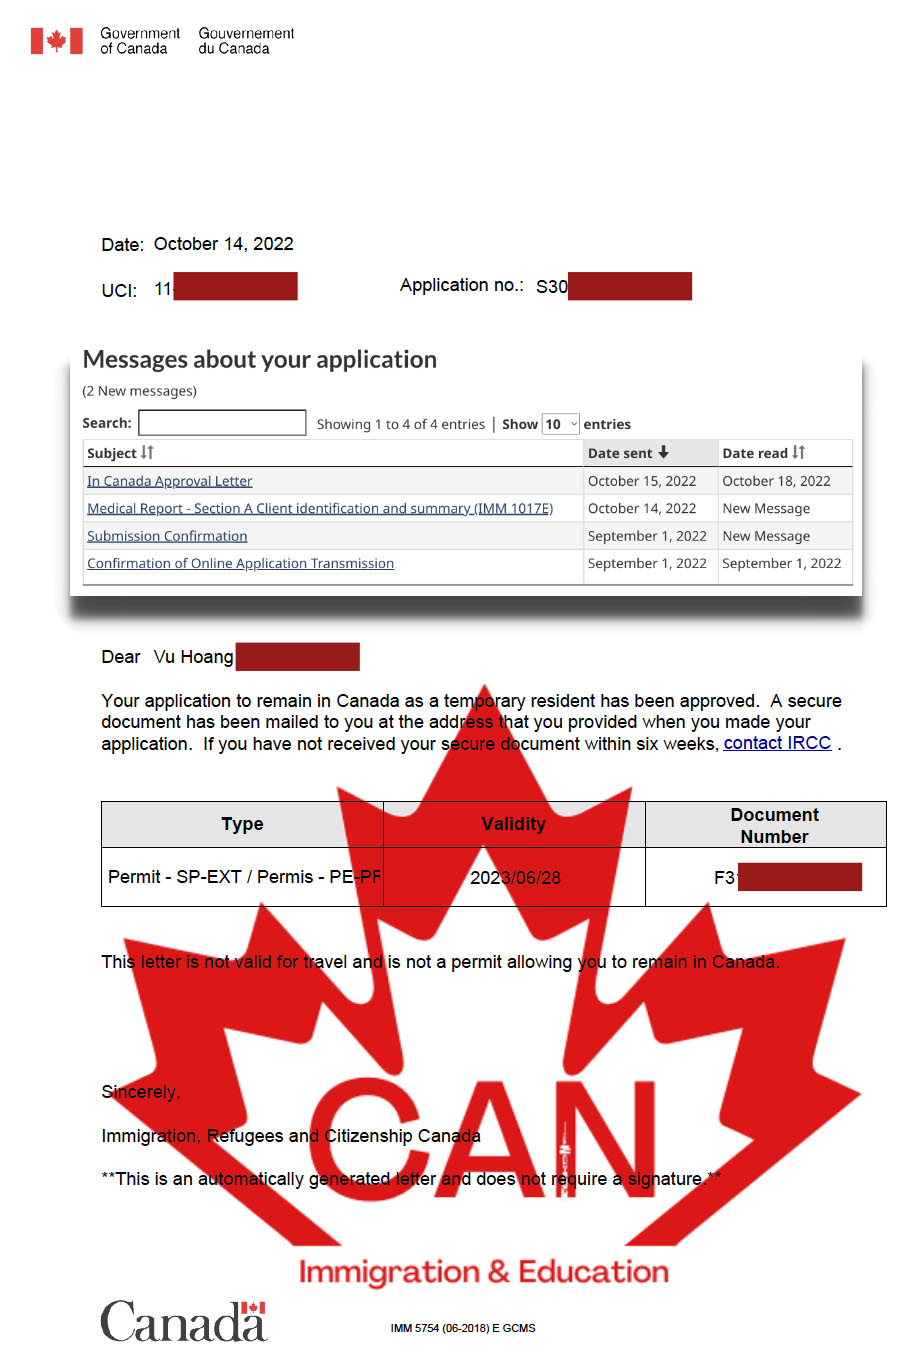 Government of Canada
Gouvernement du Canada
Date: October 14, 2022
UCI: 11
Application no.: S30
Messages about your application
(2 New messages)
Search: Showing 1 to 4 of 4 entries | Show 10 entries
Subject Date sent Date read
In Canada Approval Letter October 15, 2022 October 18, 2022
Medical Report - Section A Client identification and summary (IMM 1017E) October 14, 2022 New Message
Submission Confirmation September 1, 2022 New Message
Confirmation of Online Application Transmission September 1, 2022 September 1, 2022
Dear Vu Hoang
Your application to remain in Canada as a temporary resident has been approved. A secure
document has been mailed to you at the address that you provided when you made your
application. If you have not received your secure document within six weeks, contact IRCC .
Type Validity Document Number
Permit - SP-EXT / Permis - PE-PR 2023/06/28 F31
This letter is not valid for travel and is not a permit allowing you to remain in Canada.
Sincerely,
Immigration, Refugees and Citizenship Canada
**This is an automatically generated letter and does not require a signature.**
CAN
Immigration & Education
Canada
IMM 5754 (06-2018) E GCMS